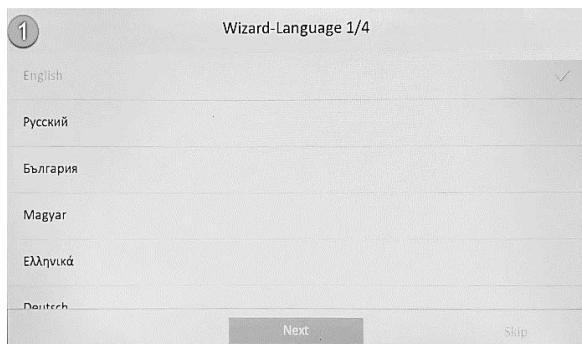 1
Wizard-Language 1/4
English
Русский
България
Magyar
Ελληνικά
Deutsch
Next
Skip